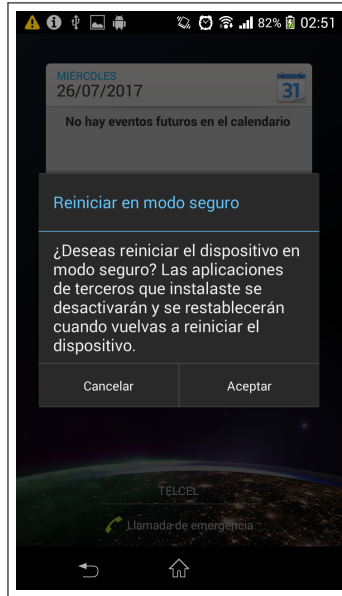 82% 02:51
MIÉRCOLES
26/07/2017
31
No hay eventos futuros en el calendario
Reiniciar en modo seguro
¿Deseas reiniciar el dispositivo en
modo seguro? Las aplicaciones
de terceros que instalaste se
desactivarán y se restablecerán
cuando vuelvas a reiniciar el
dispositivo.
Cancelar Aceptar
TELCEL
Llamada de emergencia